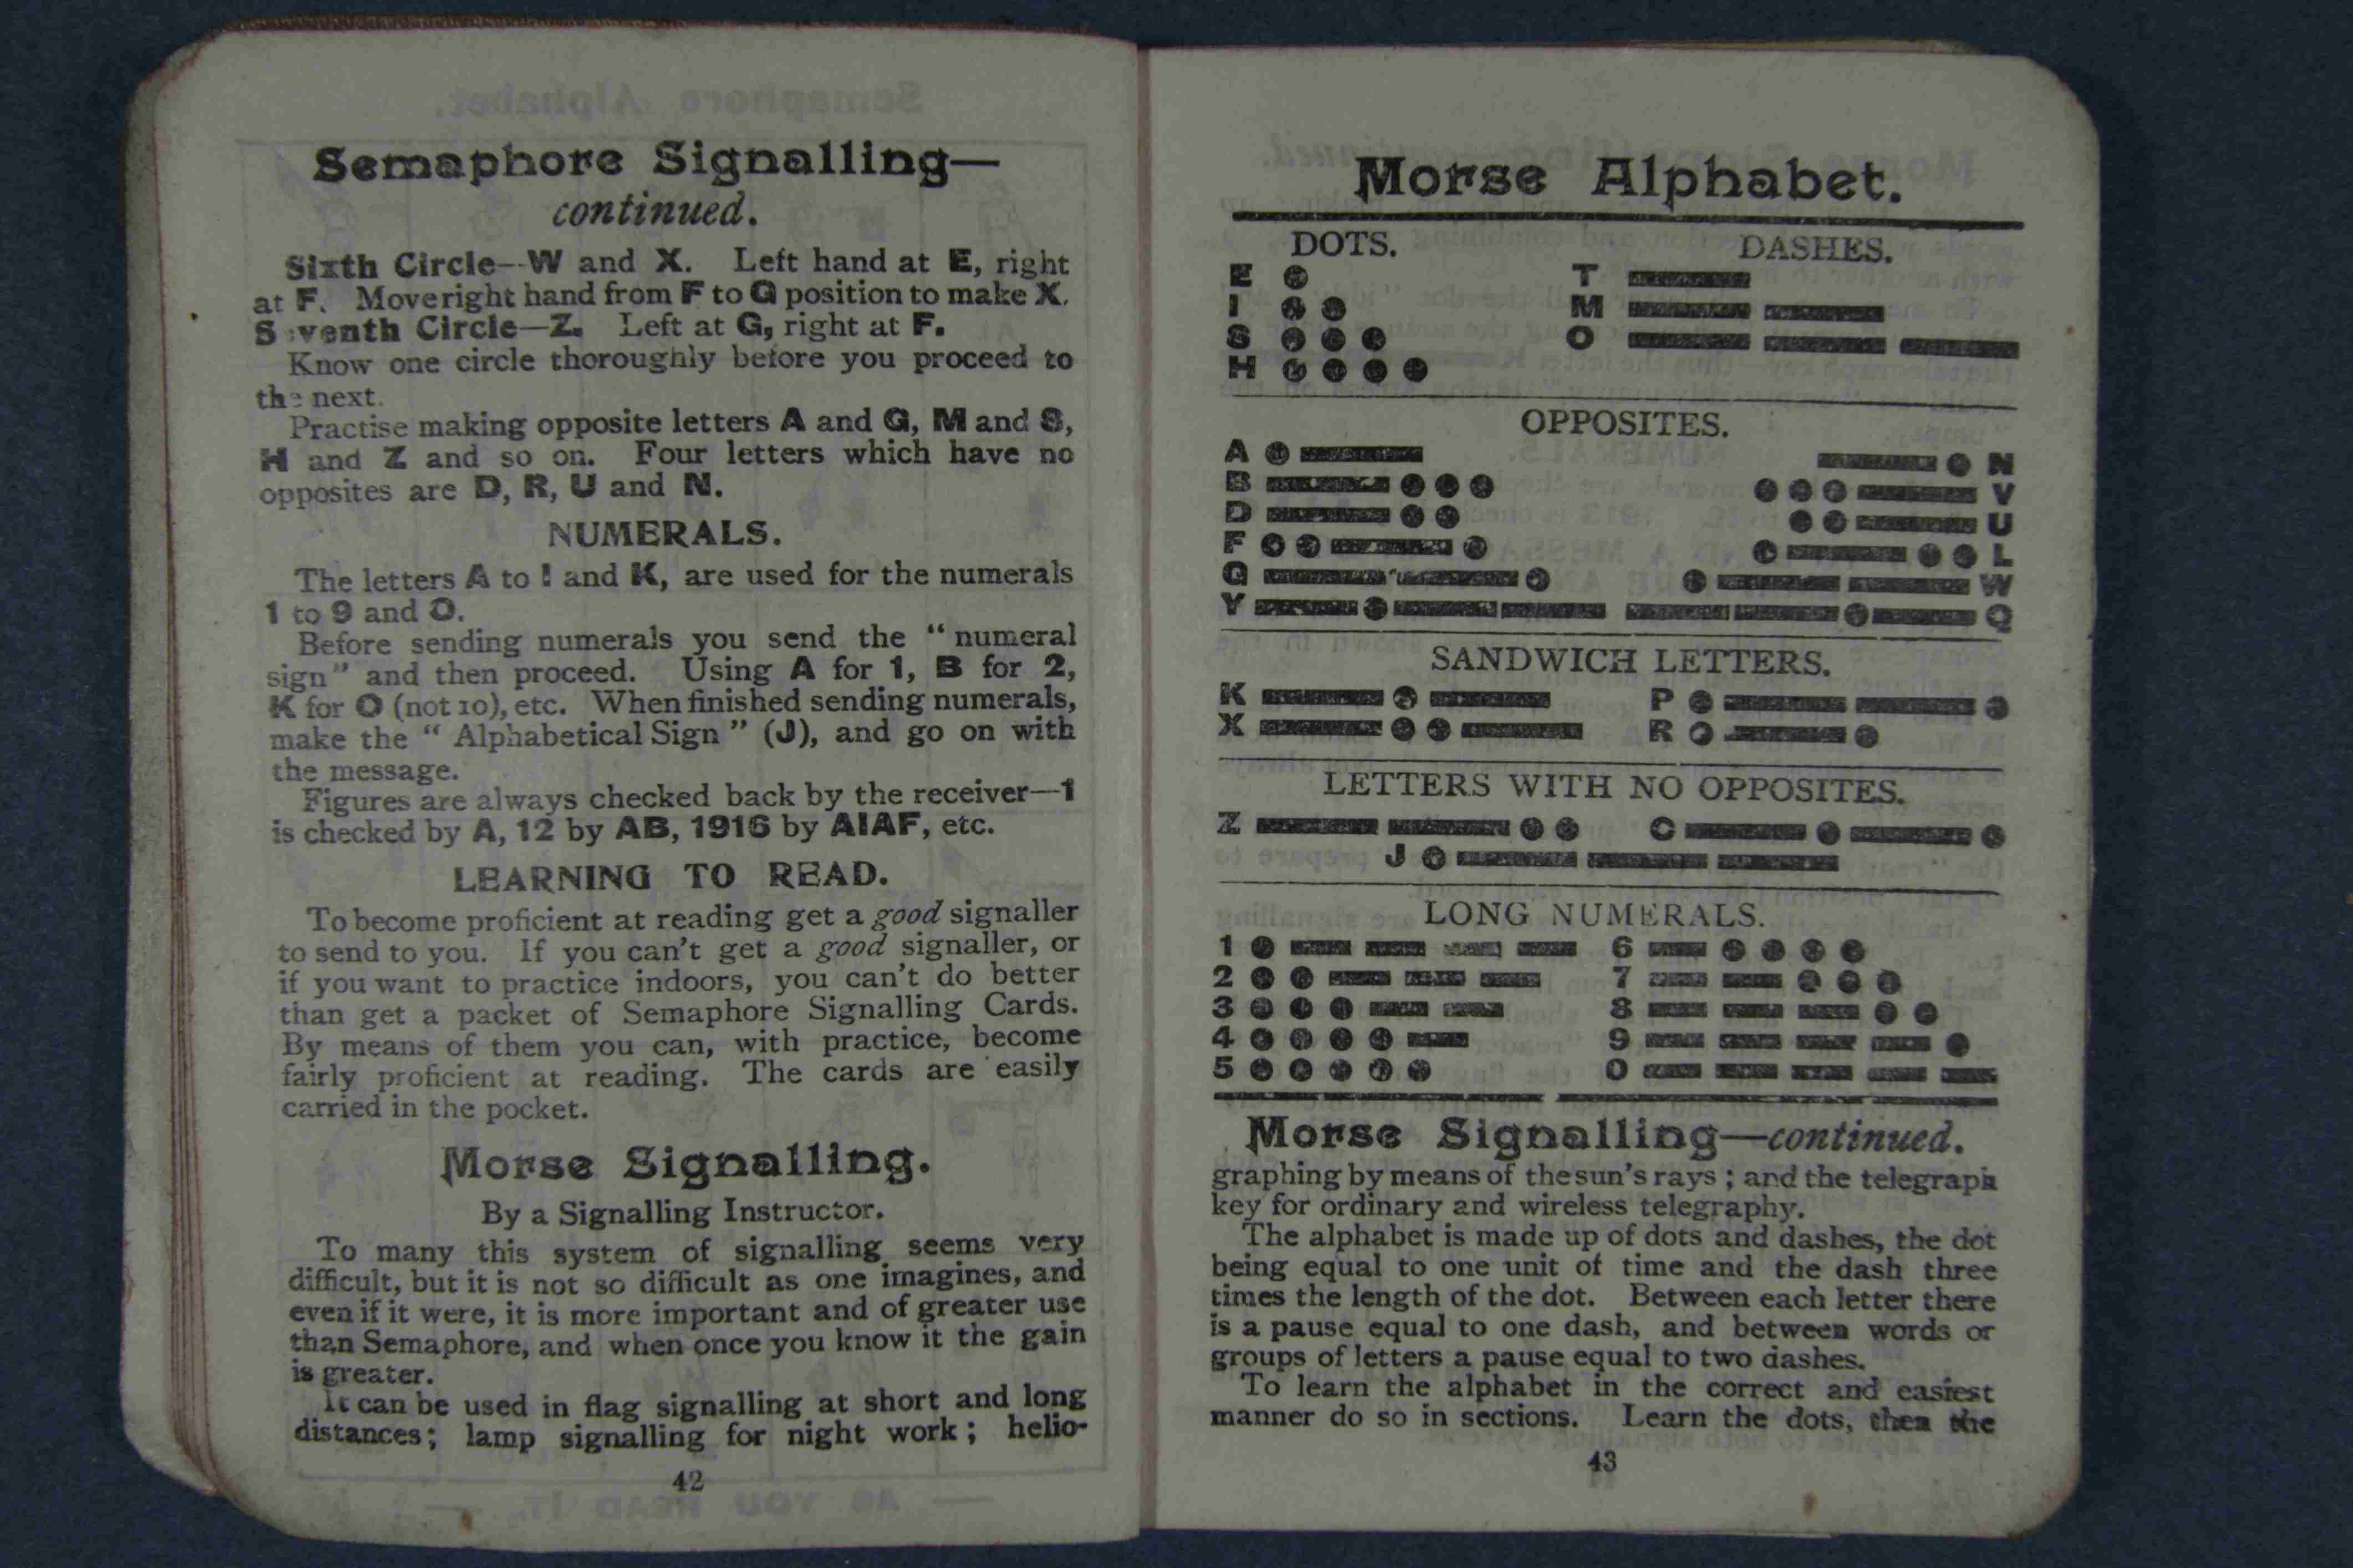 Semaphore Signalling—
continued.
Sixth Circle—W and X. Left hand at E, right
at F. Move right hand from F to G position to make X.
S venth Circle—Z. Left at G, right at F.
Know one circle thoroughly before you proceed to
the next.
Practise making opposite letters A and G, M and S,
H and Z and so on. Four letters which have no
opposites are D, R, U and N.
NUMERALS.
The letters A to I and K, are used for the numerals
1 to 9 and O.
Before sending numerals you send the “numeral
sign” and then proceed. Using A for 1, B for 2,
K for O (not 10), etc. When finished sending numerals,
make the “Alphabetical Sign” (J), and go on with
the message.
Figures are always checked back by the receiver—1
is checked by A, 12 by AB, 1916 by AIAF, etc.
LEARNING TO READ.
To become proficient at reading get a good signaller
to send to you. If you can't get a good signaller, or
if you want to practice indoors, you can't do better
than get a packet of Semaphore Signalling Cards.
By means of them you can, with practice, become
fairly proficient at reading. The cards are easily
carried in the pocket.
Morse Signalling.
By a Signalling Instructor.
To many this system of signalling seems very
difficult, but it is not so difficult as one imagines, and
even if it were, it is more important and of greater use
than Semaphore, and when once you know it the gain
is greater.
It can be used in flag signalling at short and long
distances; lamp signalling for night work; helio-
42
Morse Alphabet.
DOTS. DASHES.
E T
I M
S O
H
OPPOSITES.
A N
B V
D U
F L
G W
Y Q
SANDWICH LETTERS.
K P
X R
LETTERS WITH NO OPPOSITES.
Z C
J
LONG NUMERALS.
1 6
2 7
3 8
4 9
5 0
Morse Signalling—continued.
graphing by means of the sun's rays; and the telegraph
key for ordinary and wireless telegraphy.
The alphabet is made up of dots and dashes, the dot
being equal to one unit of time and the dash three
times the length of the dot. Between each letter there
is a pause equal to one dash, and between words or
groups of letters a pause equal to two dashes.
To learn the alphabet in the correct and easiest
manner do so in sections. Learn the dots, then the
43